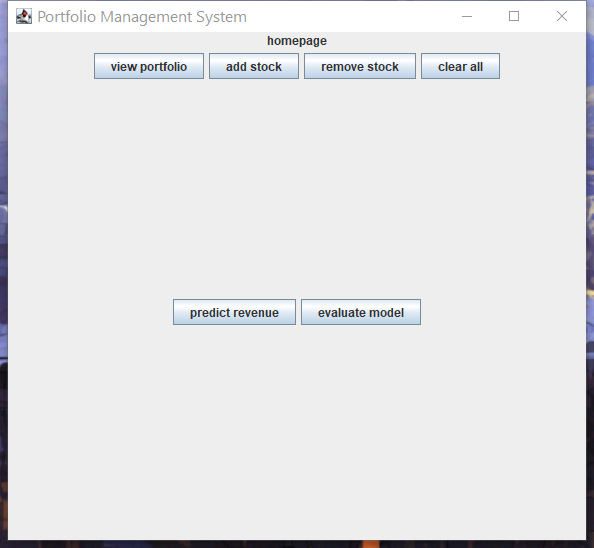 Portfolio Management System
homepage
view portfolio add stock remove stock clear all
predict revenue evaluate model